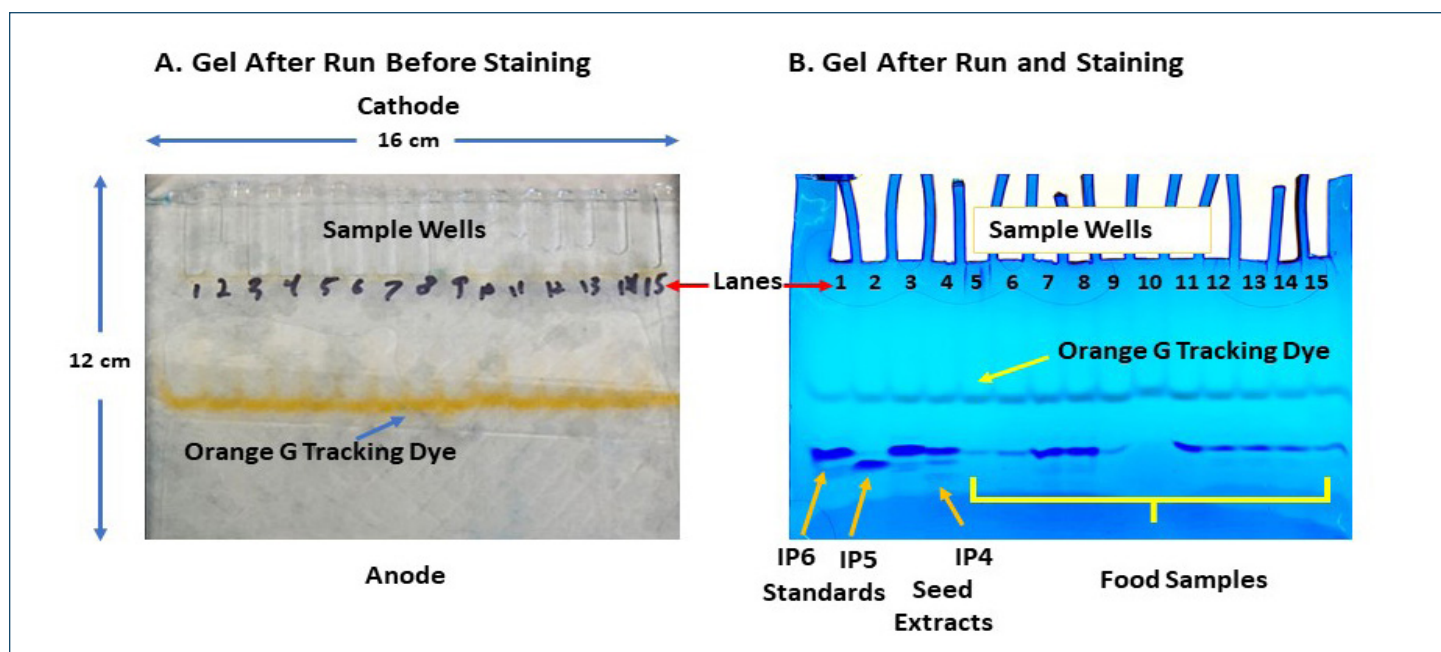 A. Gel After Run Before Staining
Cathode
16 cm
12 cm
Sample Wells
1 2 3 4 5 6 7 8 9 10 11 12 13 14 15
Orange G Tracking Dye
Anode
Lanes
B. Gel After Run and Staining
Sample Wells
1 2 3 4 5 6 7 8 9 10 11 12 13 14 15
Orange G Tracking Dye
IP6 IP5 IP4
Standards
Seed
Extracts
Food Samples